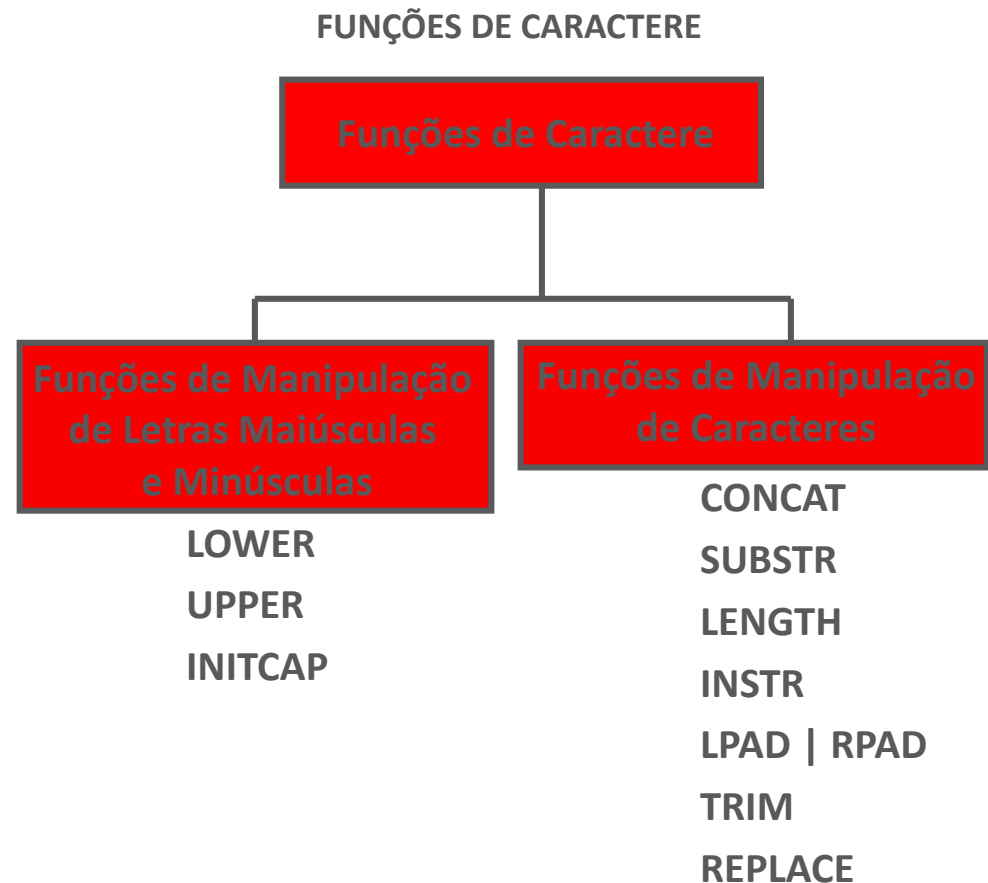 FUNÇÕES DE CARACTERE
Funções de Caractere
Funções de Manipulação
de Letras Maiúsculas
e Minúsculas
LOWER
UPPER
INITCAP
Funções de Manipulação
de Caracteres
CONCAT
SUBSTR
LENGTH
INSTR
LPAD | RPAD
TRIM
REPLACE